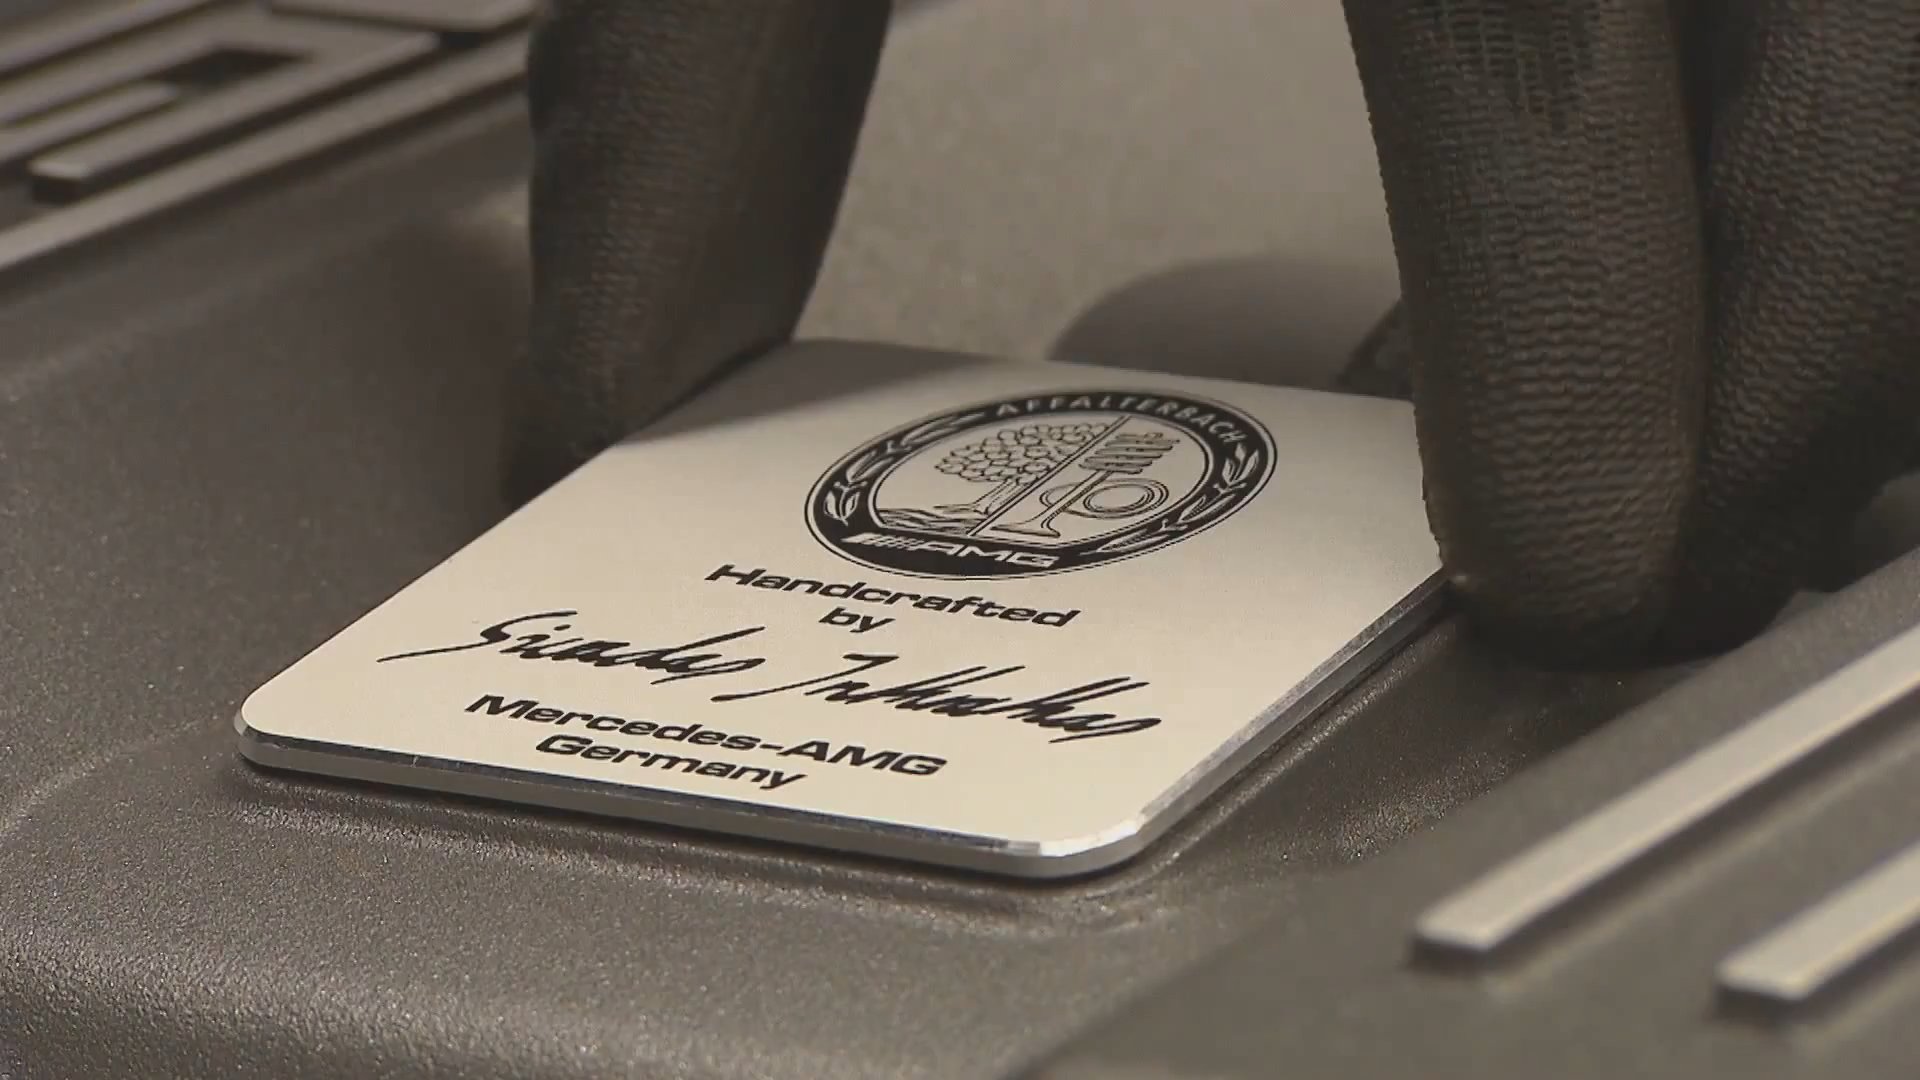 AFFALTERBACH
AMG
Handcrafted
by
Mercedes-AMG
Germany